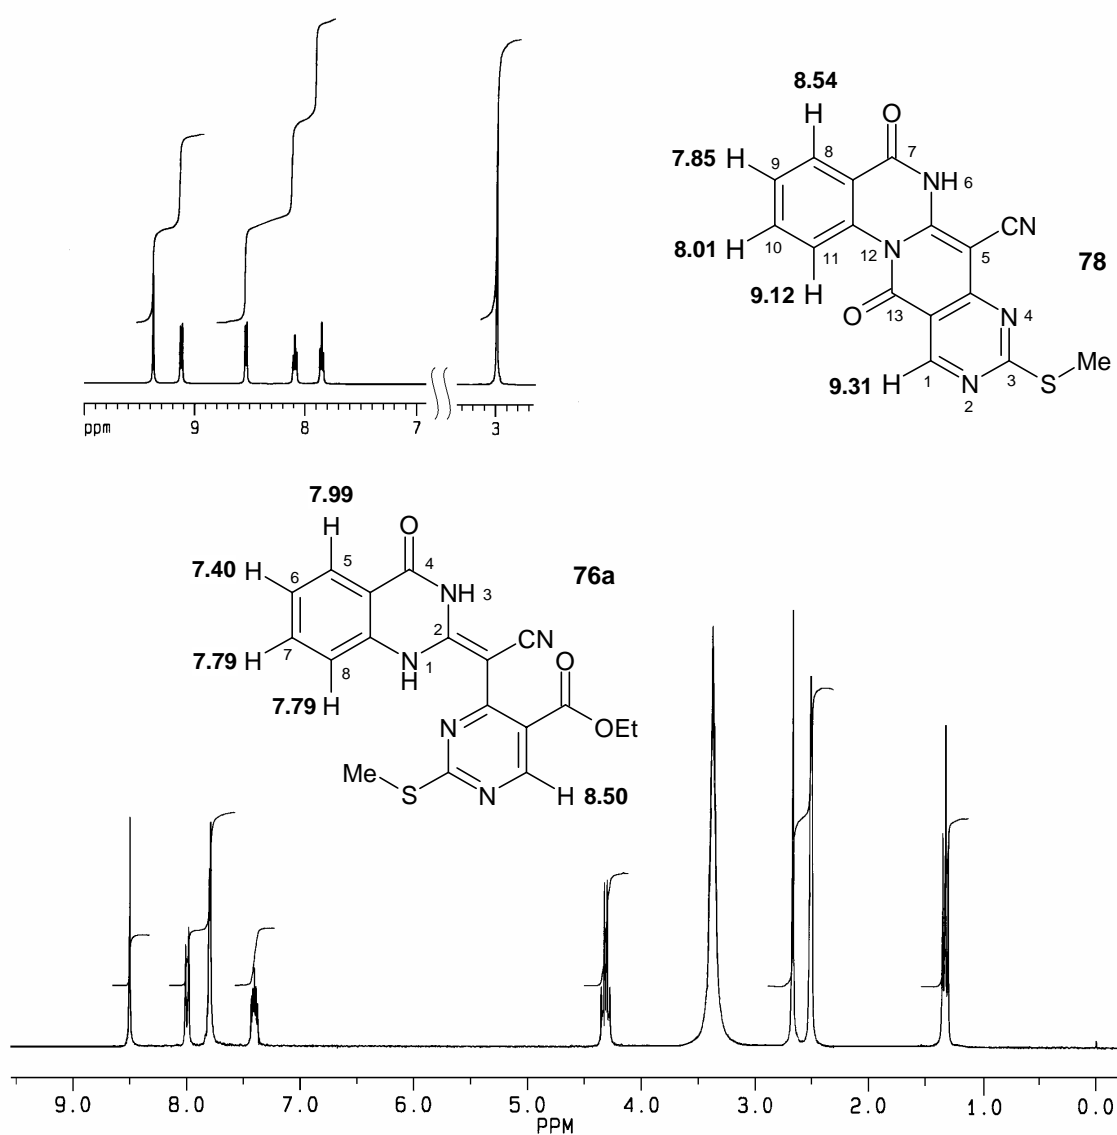 8.54
H
O
7.85 H
9
8
7
NH 6
CN
8.01 H
10
11
12 N
5
78
9.12 H
O
13
N 4
Me
9.31 H
1
N
2
3
S
ppm
9
8
7
3
7.99
H
O
7.40 H
6
5
4
NH 3
76a
2
CN
7.79 H
7
8
N 1
H
O
7.79 H
N
OEt
Me
S
N
H 8.50
9.0 8.0 7.0 6.0 5.0 4.0 3.0 2.0 1.0 0.0
PPM